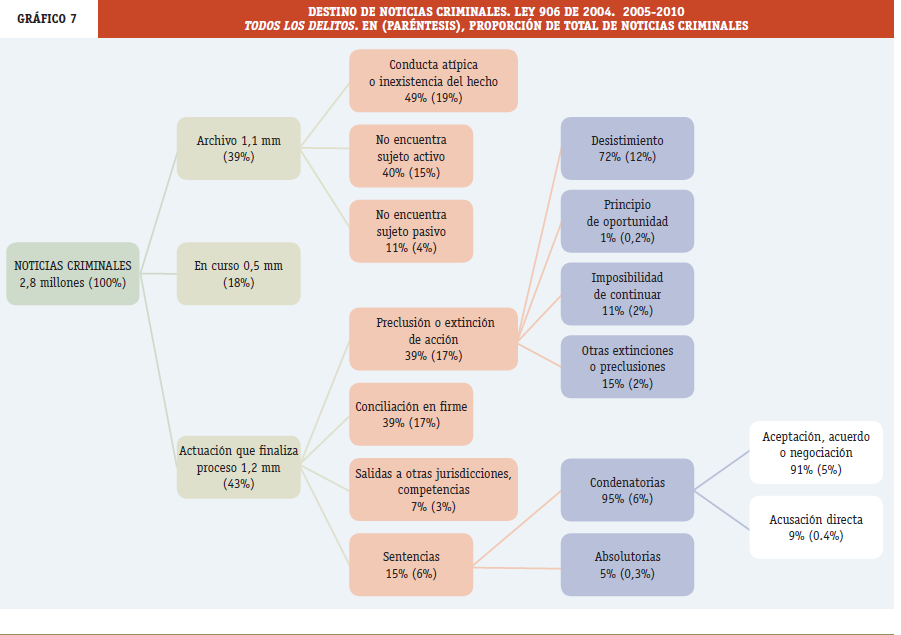 GRÁFICO 7
DESTINO DE NOTICIAS CRIMINALES. LEY 906 DE 2004.  2005-2010
TODOS LOS DELITOS. EN (PARÉNTESIS), PROPORCIÓN DE TOTAL DE NOTICIAS CRIMINALES
NOTICIAS CRIMINALES
2,8 millones (100%)
Archivo 1,1 mm
(39%)
En curso 0,5 mm
(18%)
Actuación que finaliza
proceso 1,2 mm
(43%)
Conducta atípica
o inexistencia del hecho
49% (19%)
No encuentra
sujeto activo
40% (15%)
No encuentra
sujeto pasivo
11% (4%)
Preclusión o extinción
de acción
39% (17%)
Conciliación en firme
39% (17%)
Salidas a otras jurisdicciones,
competencias
7% (3%)
Sentencias
15% (6%)
Desistimiento
72% (12%)
Principio
de oportunidad
1% (0,2%)
Imposibilidad
de continuar
11% (2%)
Otras extinciones
o preclusiones
15% (2%)
Condenatorias
95% (6%)
Absolutorias
5% (0,3%)
Aceptación, acuerdo
o negociación
91% (5%)
Acusación directa
9% (0.4%)